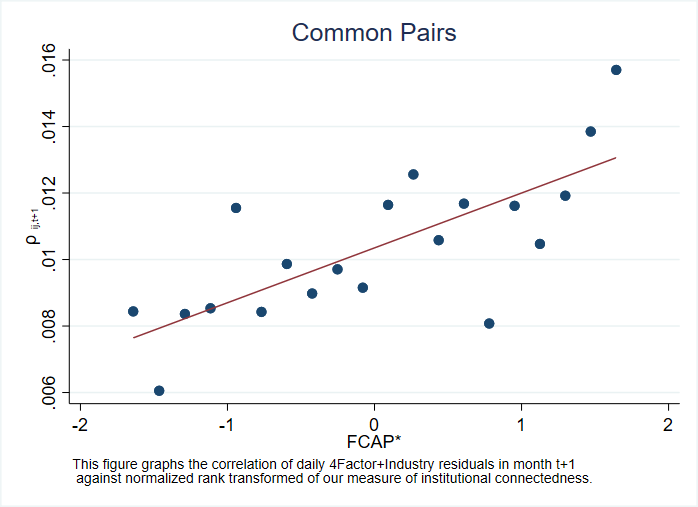 Common Pairs
ρ ij,t+1
.016
.014
.012
.01
.008
.006
-2 -1 0 1 2
FCAP*
This figure graphs the correlation of daily 4Factor+Industry residuals in month t+1
against normalized rank transformed of our measure of institutional connectedness.